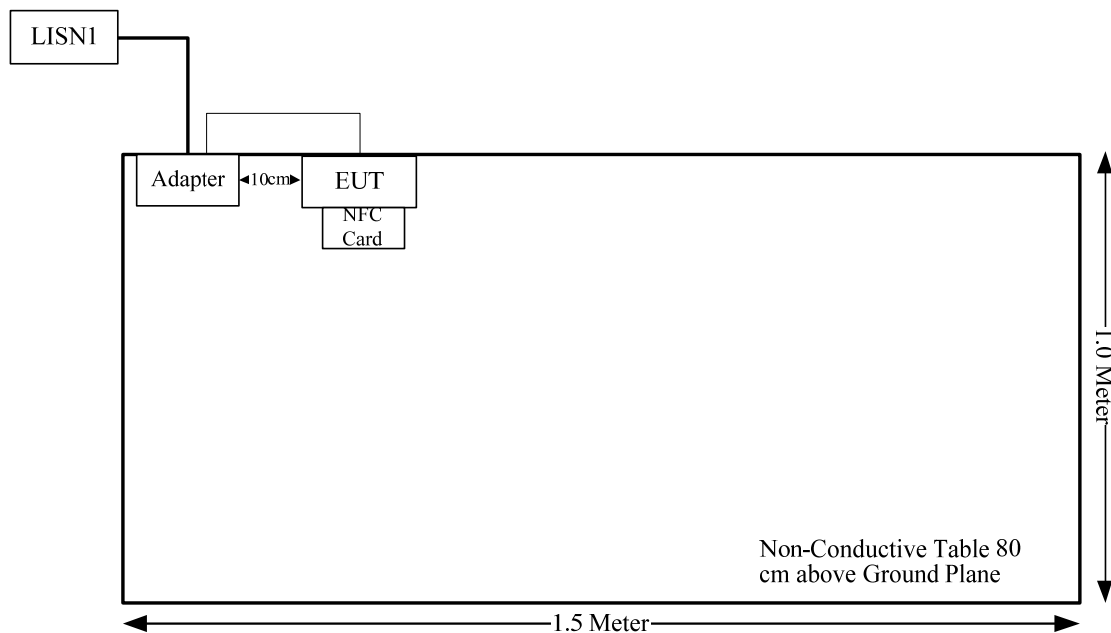 LISN1
Adapter
10cm
EUT
NFC
Card
1.0 Meter
Non-Conductive Table 80
cm above Ground Plane
1.5 Meter